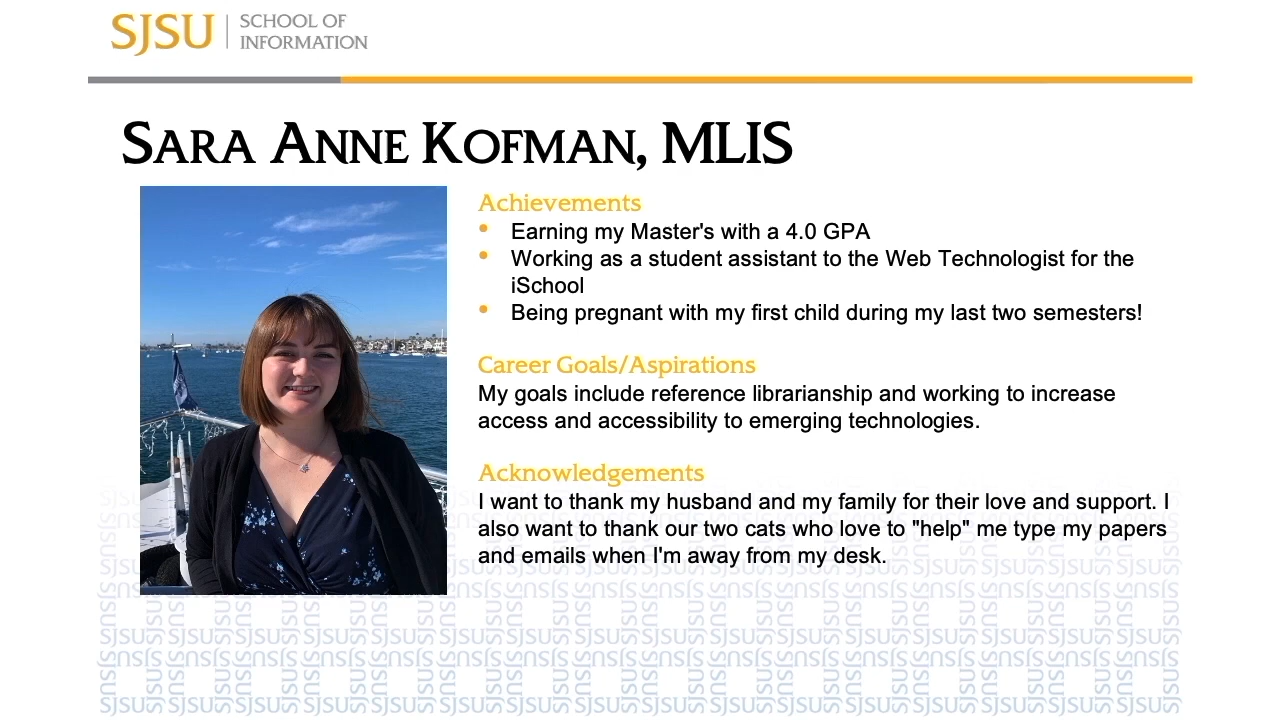 SJSU SCHOOL OF
INFORMATION
SARA ANNE KOFMAN, MLIS
Achievements
• Earning my Master's with a 4.0 GPA
• Working as a student assistant to the Web Technologist for the
iSchool
• Being pregnant with my first child during my last two semesters!
Career Goals/Aspirations
My goals include reference librarianship and working to increase
access and accessibility to emerging technologies.
Acknowledgements
I want to thank my husband and my family for their love and support. I
also want to thank our two cats who love to "help" me type my papers
and emails when I'm away from my desk.